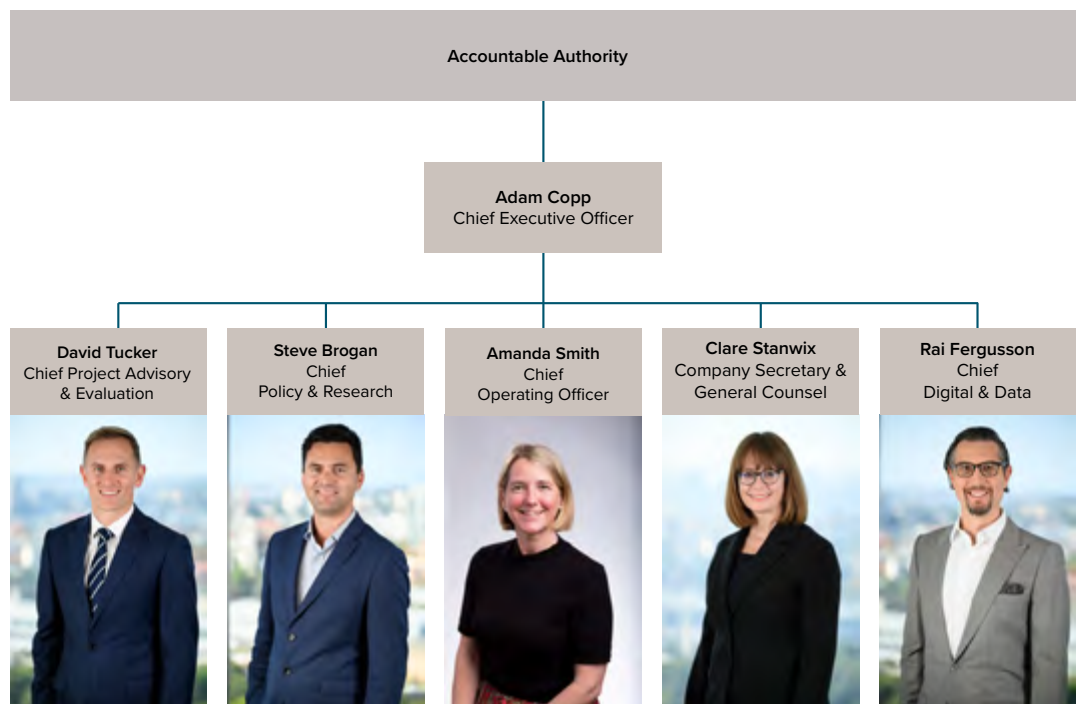 Accountable Authority
Adam Copp
Chief Executive Officer
David Tucker
Chief Project Advisory
& Evaluation
Steve Brogan
Chief
Policy & Research
Amanda Smith
Chief
Operating Officer
Clare Stanwix
Company Secretary &
General Counsel
Rai Fergusson
Chief
Digital & Data